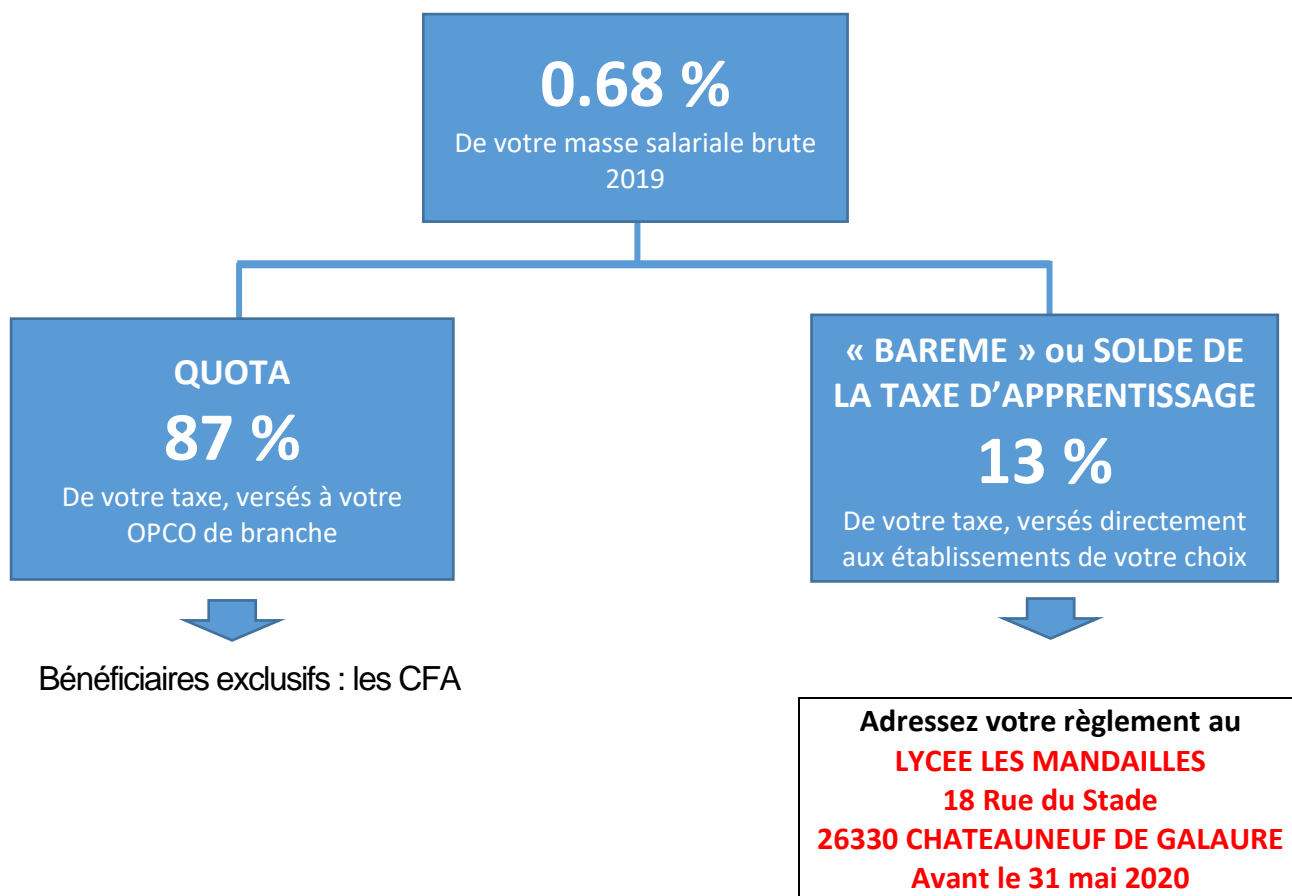 0.68 %
De votre masse salariale brute
2019
QUOTA
87 %
De votre taxe, versés à votre
OPCO de branche
« BAREME » ou SOLDE DE
LA TAXE D’APPRENTISSAGE
13 %
De votre taxe, versés directement
aux établissements de votre choix
Bénéficiaires exclusifs : les CFA
Adressez votre règlement au
LYCEE LES MANDAILLES
18 Rue du Stade
26330 CHATEAUNEUF DE GALAURE
Avant le 31 mai 2020